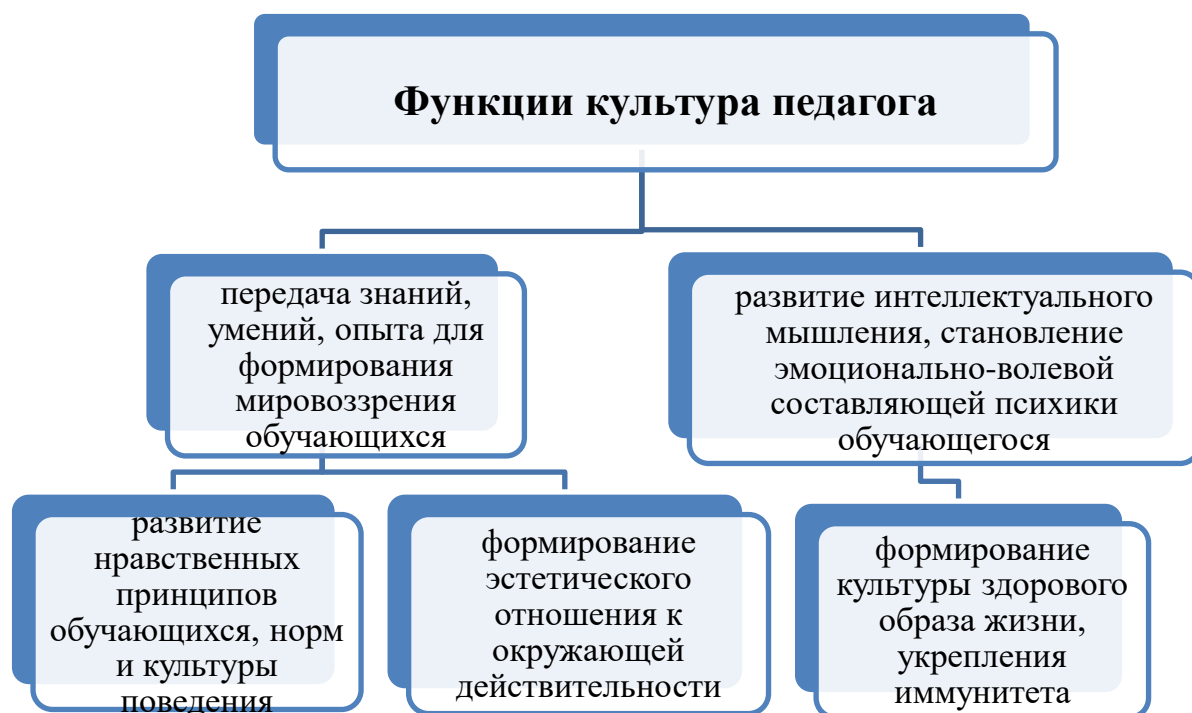 Функции культура педагога
передача знаний,
умений, опыта для
формирования
мировоззрения
обучающихся
развитие интеллектуального
мышления, становление
эмоционально-волевой
составляющей психики
обучающегося
развитие
нравственных
принципов
обучающихся, норм
и культуры
поведения
формирование
эстетического
отношения к
окружающей
действительности
формирование
культуры здорового
образа жизни,
укрепления
иммунитета